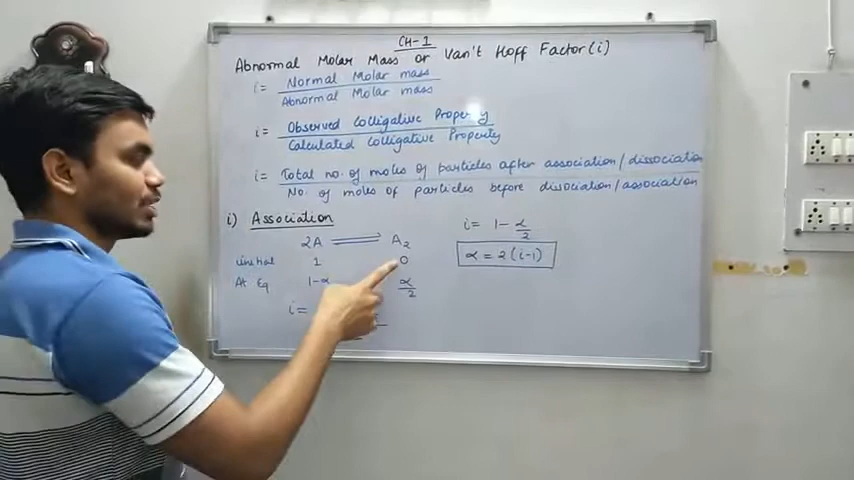 CH-1
Abnormal Molar Mass or Van't Hoff Factor (i)
i = Normal Molar mass
Abnormal Molar mass
i = Observed Colligative Property
Calculated Colligative Property
i = Total no. of moles of particles after association / dissociation
No. of moles of particles before dissociation / association
i) Association
2A ⇌ A2
initial 1 0
At Eq 1-α α/2
i =
i = 1 - α/2
α = 2(i-1)